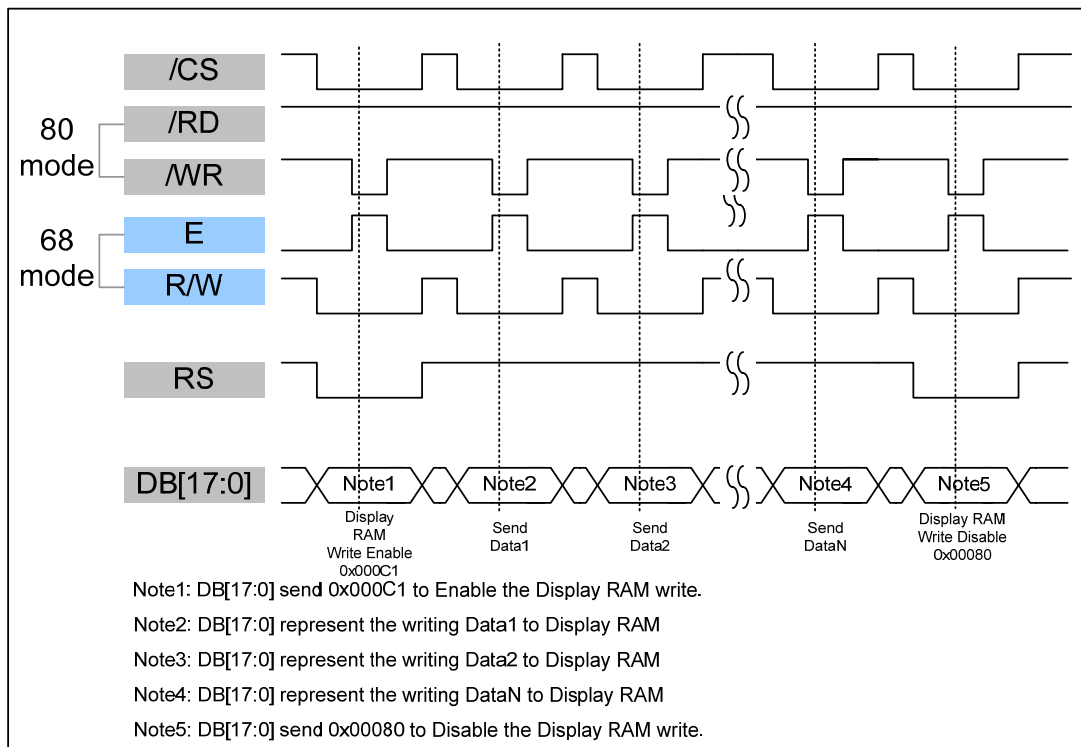 /CS
80
mode
/RD
/WR
68
mode
E
R/W
RS
DB[17:0]
Note1
Note2
Note3
Note4
Note5
Display
RAM
Write Enable
0x000C1
Send
Data1
Send
Data2
Send
DataN
Display RAM
Write Disable
0x00080
Note1: DB[17:0] send 0x000C1 to Enable the Display RAM write.
Note2: DB[17:0] represent the writing Data1 to Display RAM
Note3: DB[17:0] represent the writing Data2 to Display RAM
Note4: DB[17:0] represent the writing DataN to Display RAM
Note5: DB[17:0] send 0x00080 to Disable the Display RAM write.